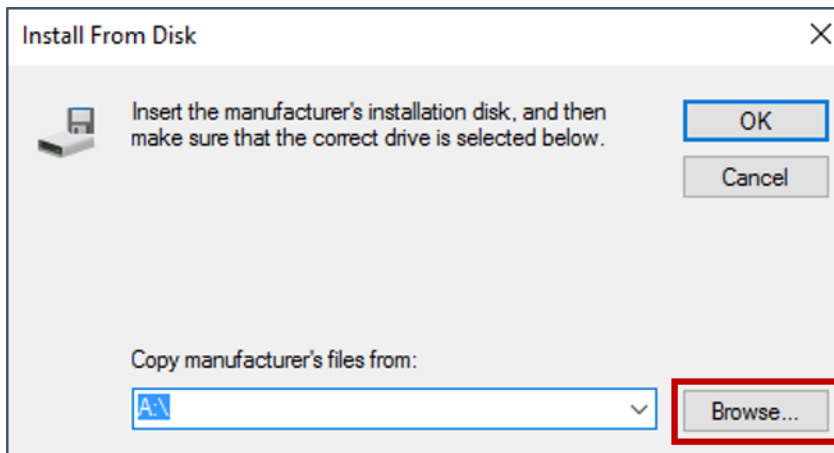 Install From Disk
Insert the manufacturer's installation disk, and then
make sure that the correct drive is selected below.
OK
Cancel
Copy manufacturer's files from:
A:\
Browse...